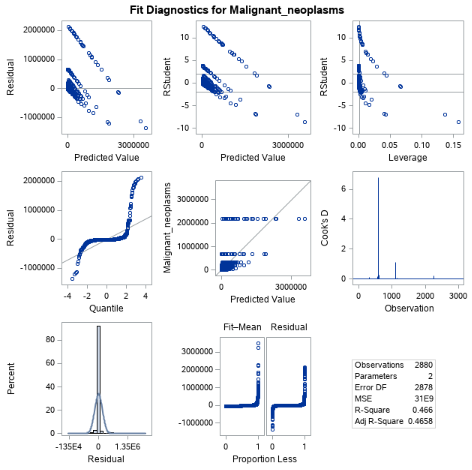 Fit Diagnostics for Malignant_neoplasms
Residual
2000000
1000000
0
-1000000
0
3000000
Predicted Value
RStudent
10
5
0
-5
-10
0
3000000
Predicted Value
RStudent
10
5
0
-5
-10
0.00
0.05
0.10
0.15
Leverage
Residual
2000000
1000000
0
-1000000
-4
-2
0
2
4
Quantile
Malignant_neoplasms
3000000
2000000
1000000
0
0
3000000
Predicted Value
Cook's D
6
4
2
0
0
1000
2000
3000
Observation
Percent
80
60
40
20
0
-135E4
0
1.35E6
Residual
Fit–Mean
Residual
3000000
2000000
1000000
0
-1000000
0
1
0
1
Proportion Less
Observations 2880
Parameters 2
Error DF 2878
MSE 31E9
R-Square 0.466
Adj R-Square 0.4658